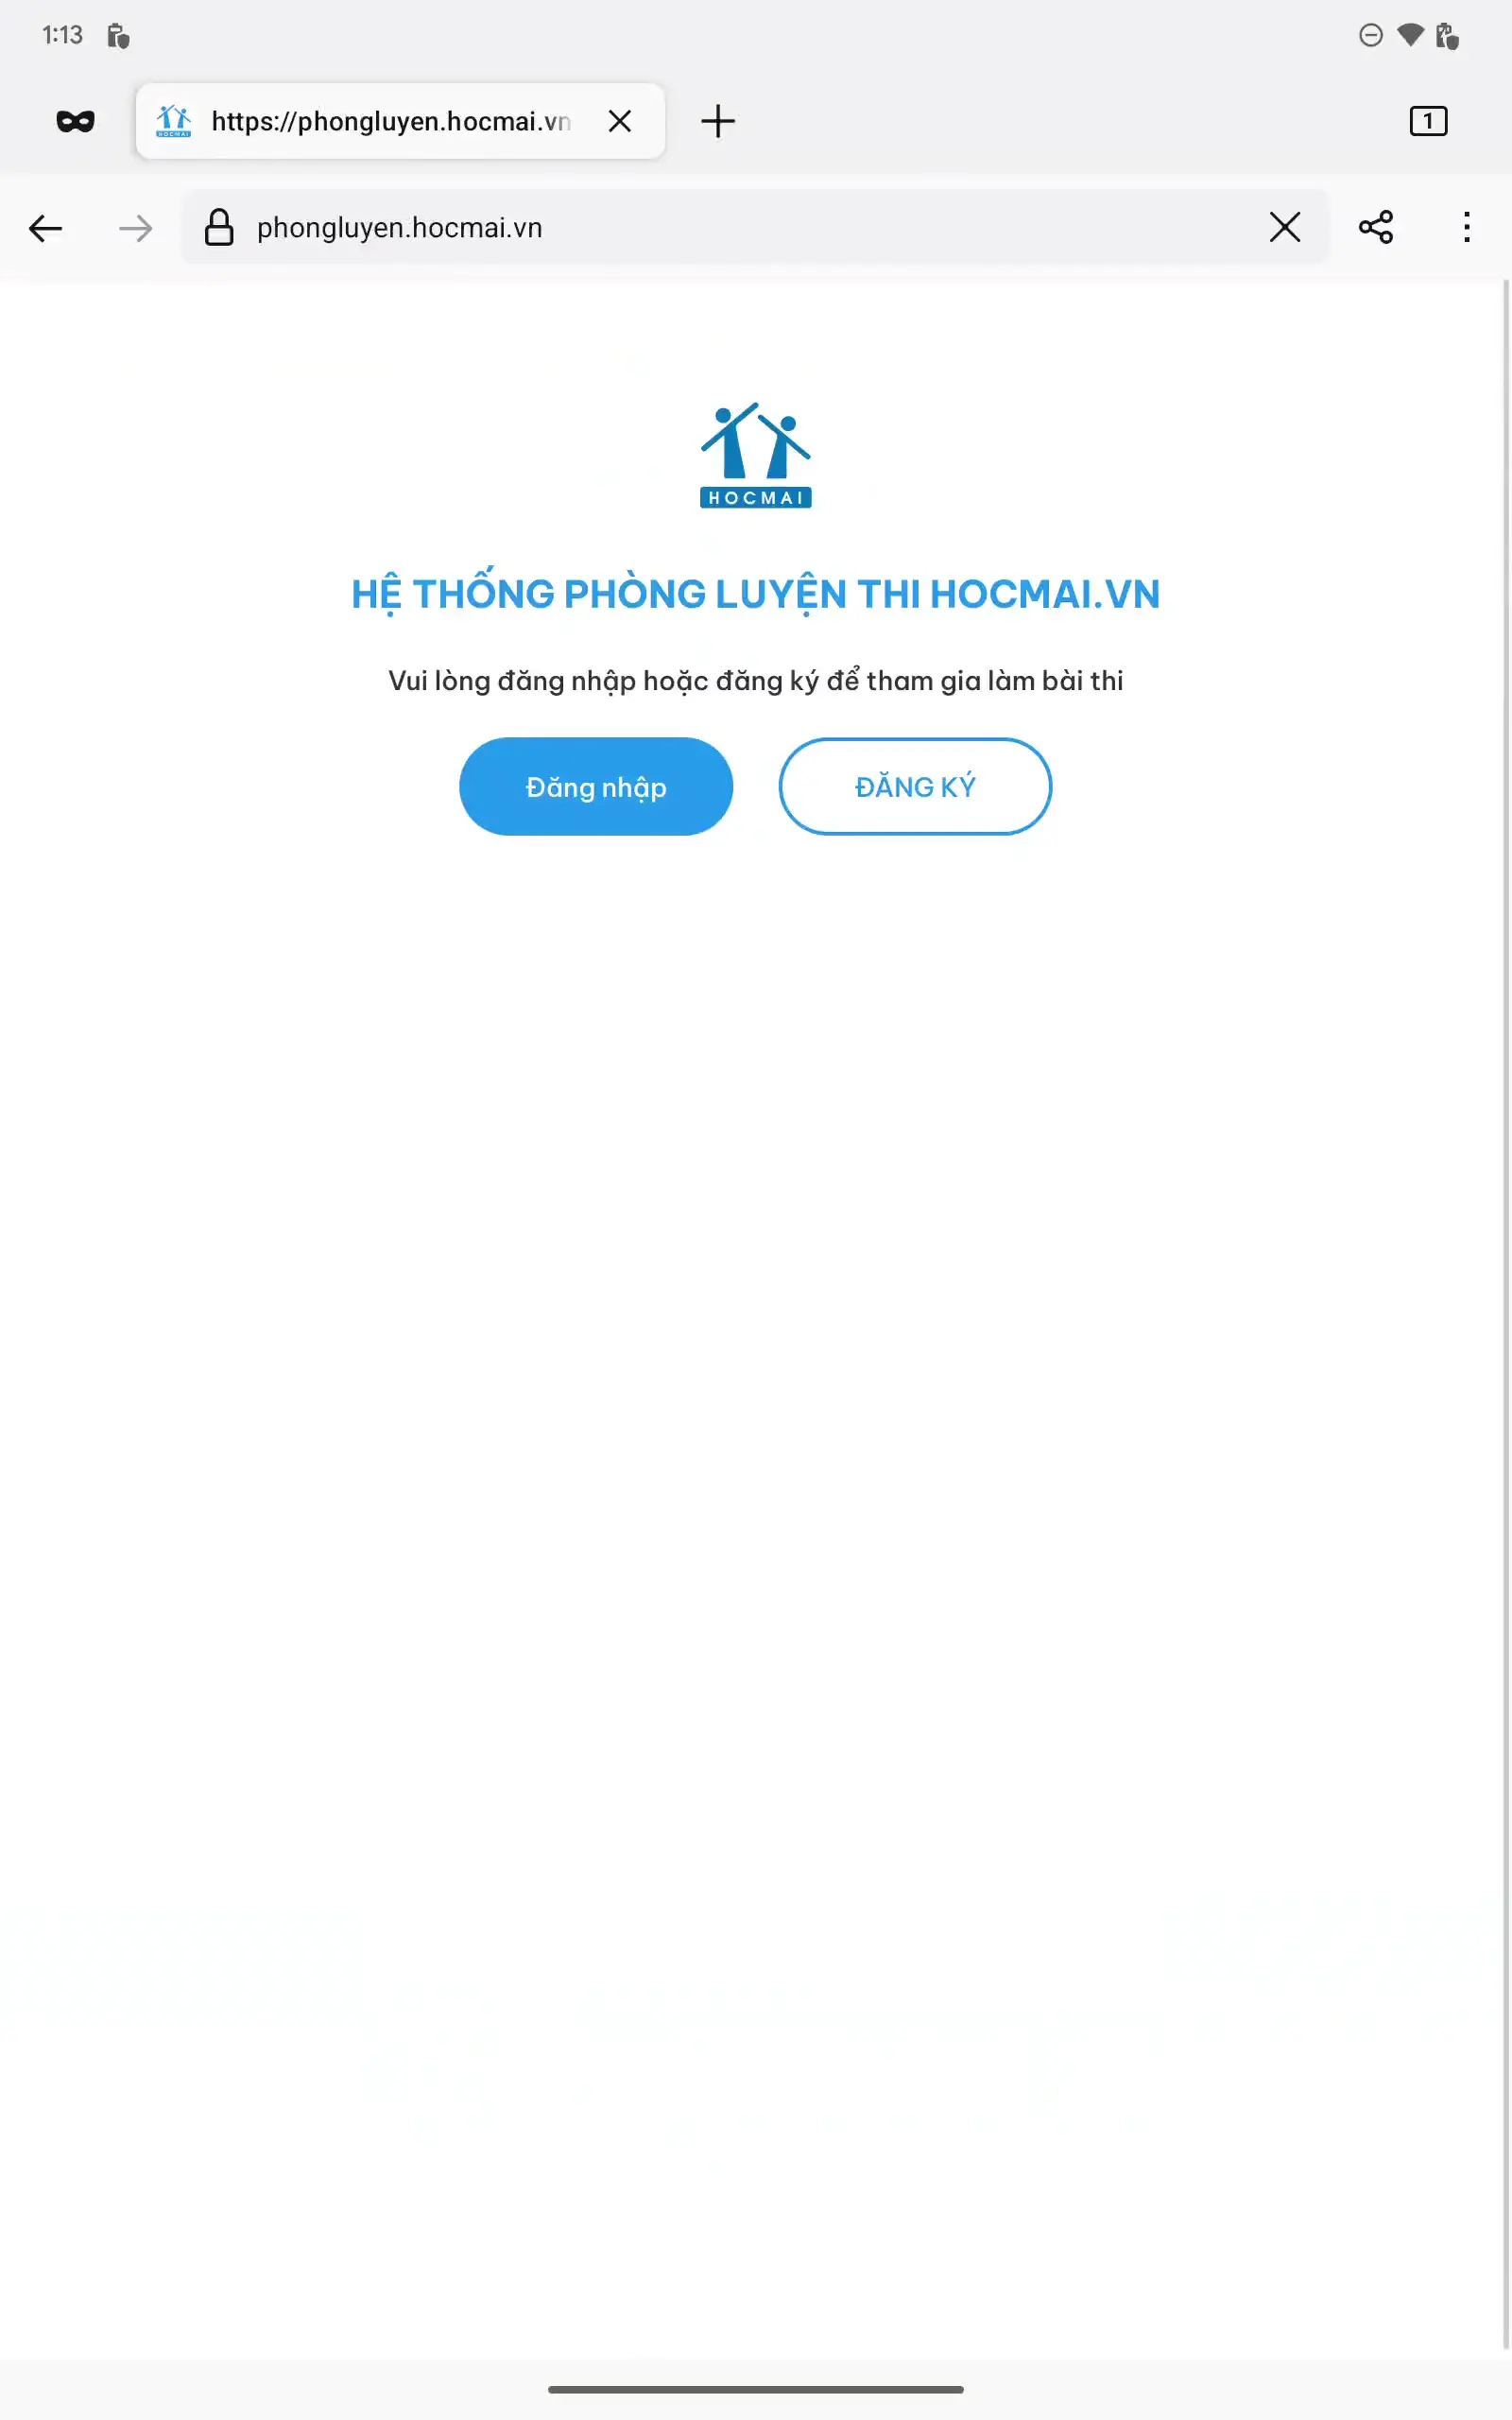 1:13
https://phongluyen.hocmai.vn
1
phongluyen.hocmai.vn
HOCMAI
HỆ THỐNG PHÒNG LUYỆN THI HOCMAI.VN
Vui lòng đăng nhập hoặc đăng ký để tham gia làm bài thi
Đăng nhập
ĐĂNG KÝ